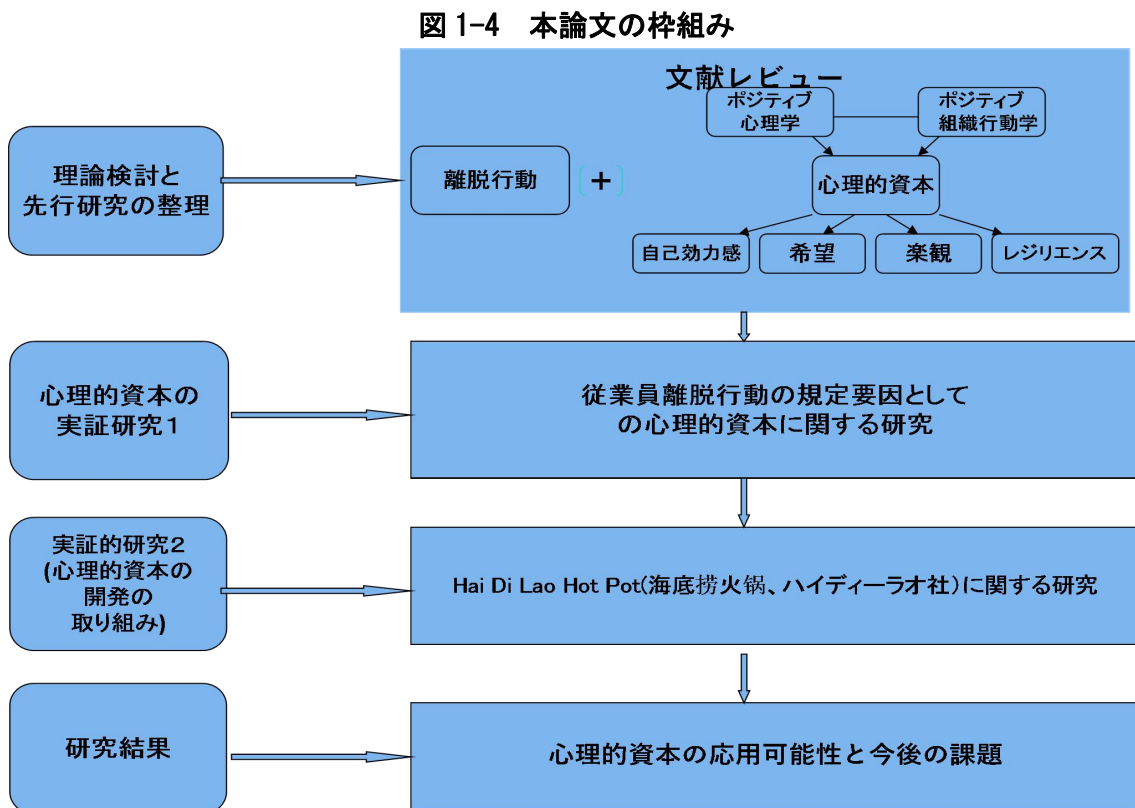 図 1-4　本論文の枠組み
文献レビュー
ポジティブ
心理学
ポジティブ
組織行動学
理論検討と
先行研究の整理
離脱行動
[+]
心理的資本
自己効力感
希望
楽観
レジリエンス
心理的資本の
実証研究1
従業員離脱行動の規定要因として
の心理的資本に関する研究
実証的研究2
(心理的資本の
開発の
取り組み)
Hai Di Lao Hot Pot(海底捞火锅、ハイディーラオ社)に関する研究
研究結果
心理的資本の応用可能性と今後の課題